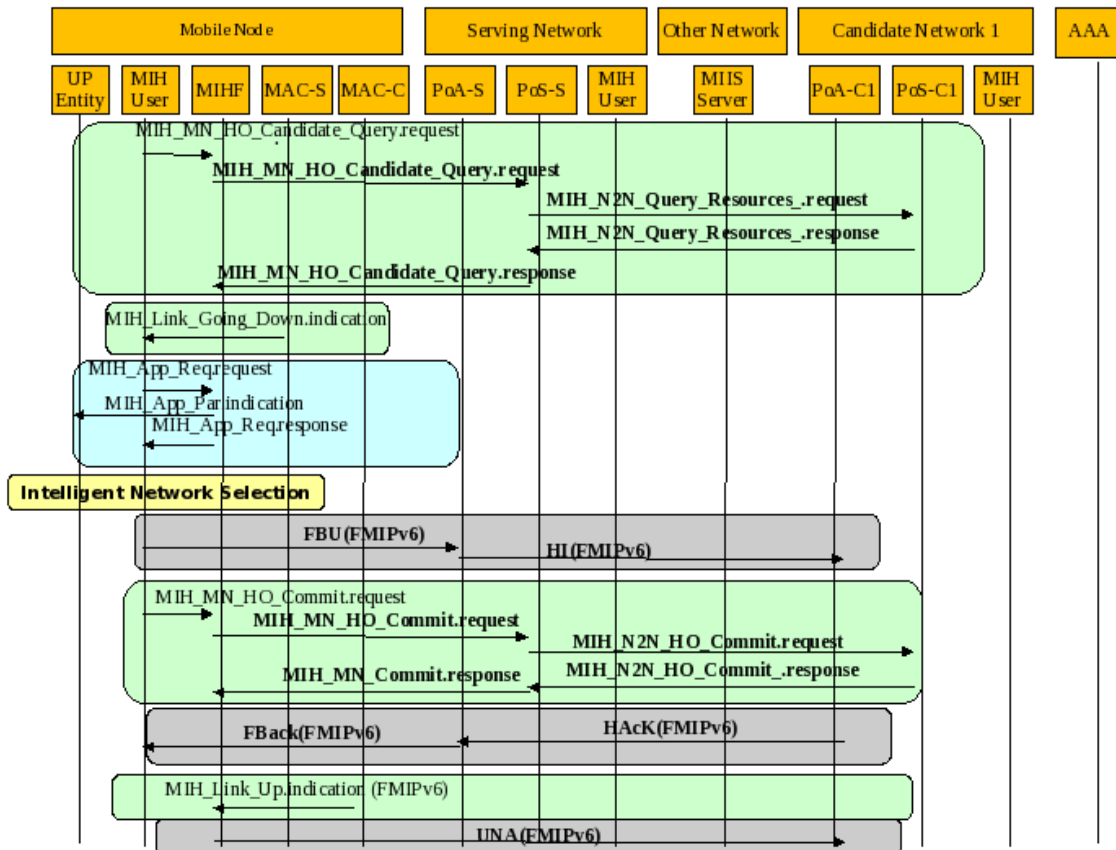 Mobile Node
Serving Network
Other Network
Candidate Network 1
AAA
UP
Entity
MIH
User
MIHF
MAC-S
MAC-C
PoA-S
PoS-S
MIH
User
MIIS
Server
PoA-C1
PoS-C1
MIH
User
MIH_MN_HO_Candidate_Query.request
MIH_MN_HO_Candidate_Query.request
MIH_N2N_Query_Resources_.request
MIH_N2N_Query_Resources_.response
MIH_MN_HO_Candidate_Query.response
MIH_Link_Going_Down.indication
MIH_App_Req.request
MIH_App_Par.indication
MIH_App_Req.response
Intelligent Network Selection
FBU(FMIPv6)
HI(FMIPv6)
MIH_MN_HO_Commit.request
MIH_MN_HO_Commit.request
MIH_N2N_HO_Commit.request
MIH_N2N_HO_Commit_.response
MIH_MN_Commit.response
HAcK(FMIPv6)
FBack(FMIPv6)
MIH_Link_Up.indication (FMIPv6)
UNA(FMIPv6)